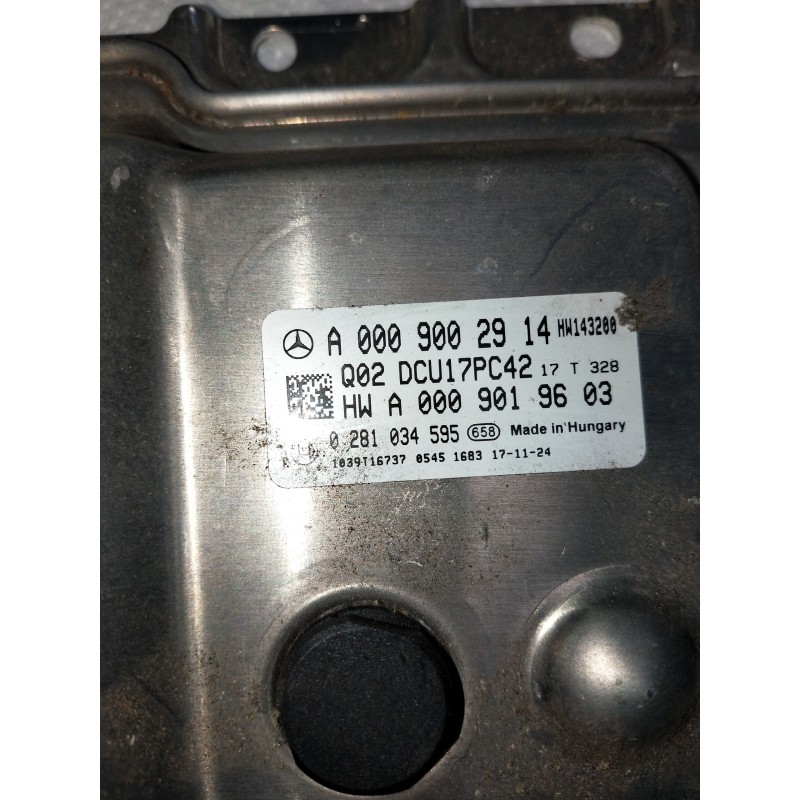 A 000 900 29 14 HW143200
Q02 DCU17PC42 17 T 328
HW A 000 901 96 03
0 281 034 595 658 Made in Hungary
1039T16737 0545 1683 17-11-24